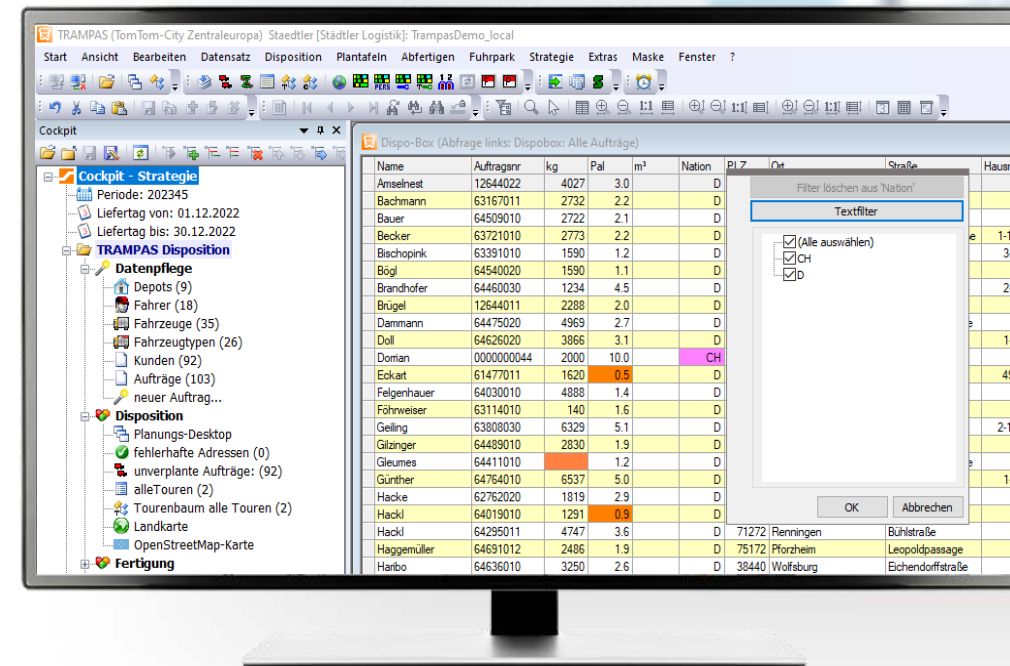 TRAMPAS (TomTom-City Zentraleuropa) Staedtler [Städtler Logistik]: TrampasDemo_local
Start Ansicht Bearbeiten Datensatz Disposition Plantafeln Abfertigen Fuhrpark Strategie Extras Maske Fenster ?
Cockpit
Cockpit - Strategie
Periode: 202345
Liefertag von: 01.12.2022
Liefertag bis: 30.12.2022
TRAMPAS Disposition
Datenpflege
Depots (9)
Fahrer (18)
Fahrzeuge (35)
Fahrzeugtypen (26)
Kunden (92)
Aufträge (103)
neuer Auftrag...
Disposition
Planungs-Desktop
fehlerhafte Adressen (0)
unverplante Aufträge: (92)
alleTouren (2)
Tourenbaum alle Touren (2)
Landkarte
OpenStreetMap-Karte
Fertigung
Dispo-Box (Abfrage links: Dispobox: Alle Aufträge)
Name Auftragsnr kg Pal m³ Nation PLZ Ort Straße Hausn
Amselnest 12644022 4027 3.0 D
Bachmann 63167011 2732 2.2 D
Bauer 64509010 2722 2.1 D
Becker 63721010 2773 2.2 D
Bischopink 63391010 1590 1.2 D
Bögl 64540020 1590 1.1 D
Brandhofer 64460030 1234 4.5 D
Brügel 12644011 2288 2.0 D
Dammann 64475020 4969 2.7 D
Doll 64626020 3866 3.1 D
Dorrian 0000000044 2000 10.0 CH
Eckart 61477011 1620 0.5 D
Felgenhauer 64030010 4888 1.4 D
Föhrweiser 63114010 140 1.6 D
Geiling 63808030 6329 5.1 D
Gilzinger 64489010 2830 1.9 D
Gleumes 64411010 1.2 D
Günther 64764010 6537 5.0 D
Hacke 62762020 1819 2.9 D
Hackl 64019010 1291 0.9 D
Hackl 64295011 4747 3.6 D 71272 Renningen Bühlstraße
Haggemüller 64691012 2486 1.9 D 75172 Pforzheim Leopoldpassage
Haribo 64636010 3250 2.6 D 38440 Wolfsburg Eichendorffstraße
Filter löschen aus 'Nation'
Textfilter
(Alle auswählen)
CH
D
OK Abbrechen